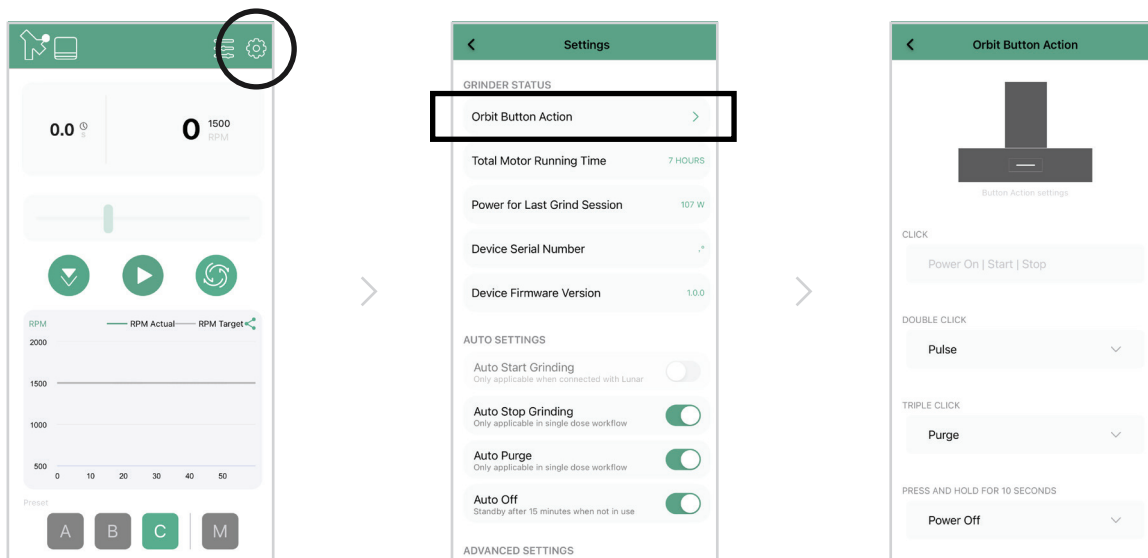 0.0 s
0 1500 RPM
RPM RPM Actual RPM Target
2000
1500
1000
500
0 10 20 30 40 50
Preset
A B C M
Settings
GRINDER STATUS
Orbit Button Action
Total Motor Running Time 7 HOURS
Power for Last Grind Session 107 W
Device Serial Number
Device Firmware Version 1.0.0
AUTO SETTINGS
Auto Start Grinding
Only applicable when connected with Lunar
Auto Stop Grinding
Only applicable in single dose workflow
Auto Purge
Only applicable in single dose workflow
Auto Off
Standby after 15 minutes when not in use
ADVANCED SETTINGS
Orbit Button Action
Button Action settings
CLICK
Power On | Start | Stop
DOUBLE CLICK
Pulse
TRIPLE CLICK
Purge
PRESS AND HOLD FOR 10 SECONDS
Power Off